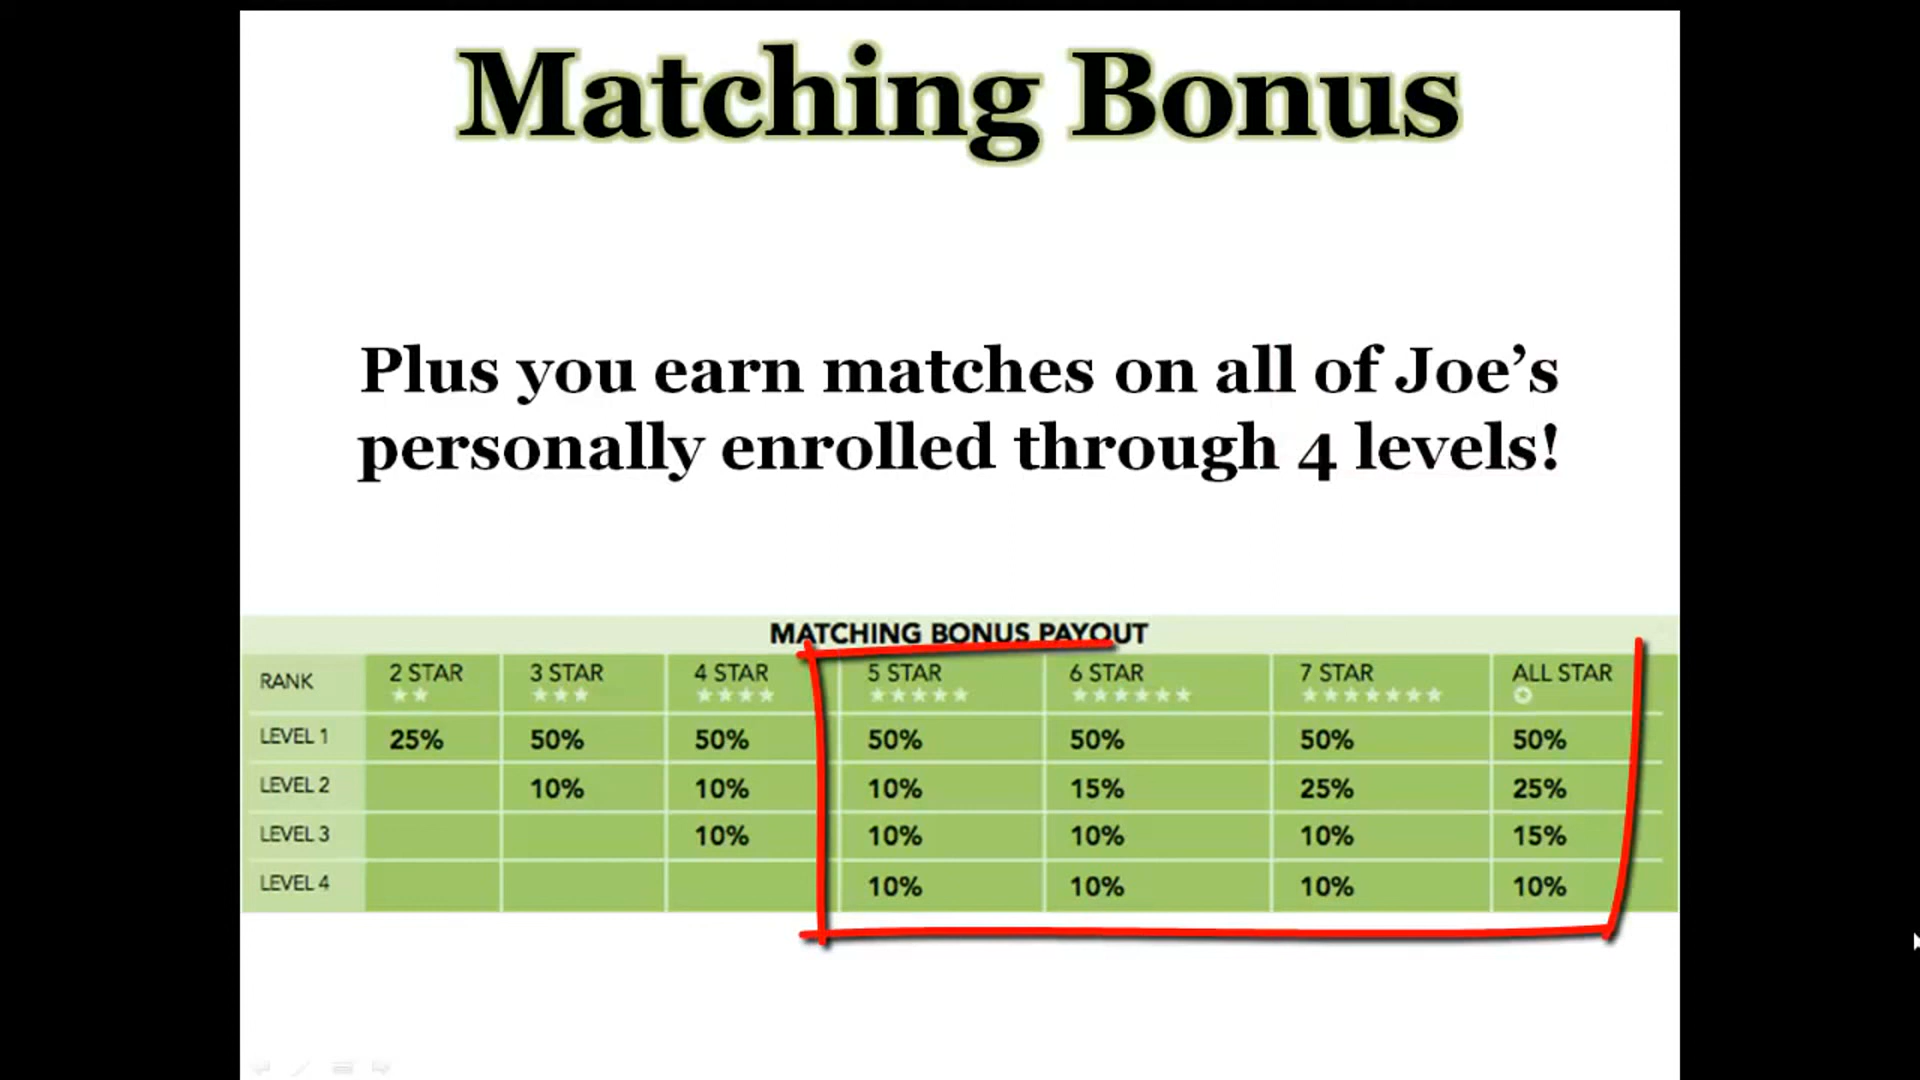 Matching Bonus
Plus you earn matches on all of Joe’s
personally enrolled through 4 levels!
MATCHING BONUS PAYOUT
RANK 2 STAR 3 STAR 4 STAR 5 STAR 6 STAR 7 STAR ALL STAR
LEVEL 1 25% 50% 50% 50% 50% 50% 50%
LEVEL 2 10% 10% 10% 15% 25% 25%
LEVEL 3 10% 10% 10% 10% 15%
LEVEL 4 10% 10% 10% 10%